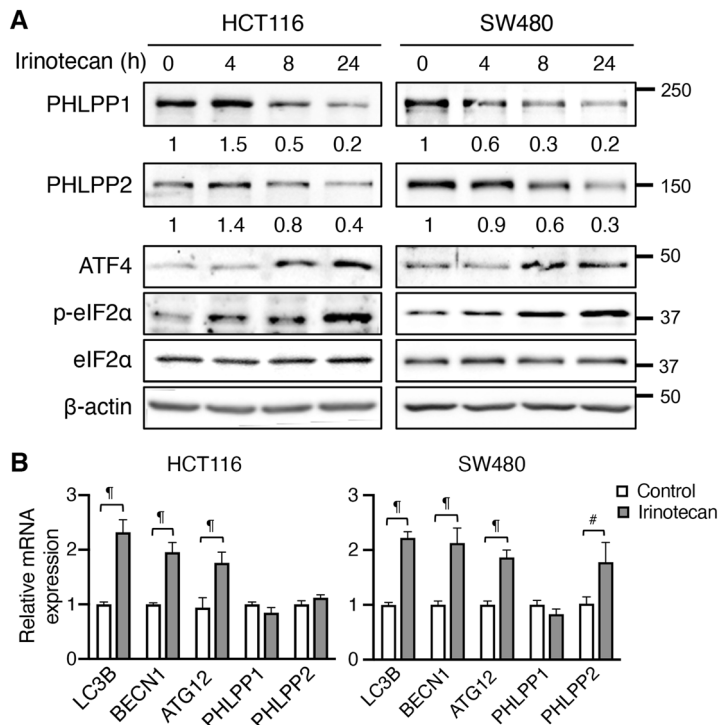 A
HCT116 SW480
Irinotecan (h) 0 4 8 24 0 4 8 24
PHLPP1 250
1 1.5 0.5 0.2 1 0.6 0.3 0.2
PHLPP2 150
1 1.4 0.8 0.4 1 0.9 0.6 0.3
ATF4 50
p-eIF2α 37
eIF2α 37
β-actin 50
B
HCT116 SW480
Control
Irinotecan
Relative mRNA
expression
3 3
2 2
1 1
0 0
¶ ¶ ¶ ¶ ¶ ¶ #
LC3B BECN1 ATG12 PHLPP1 PHLPP2 LC3B BECN1 ATG12 PHLPP1 PHLPP2